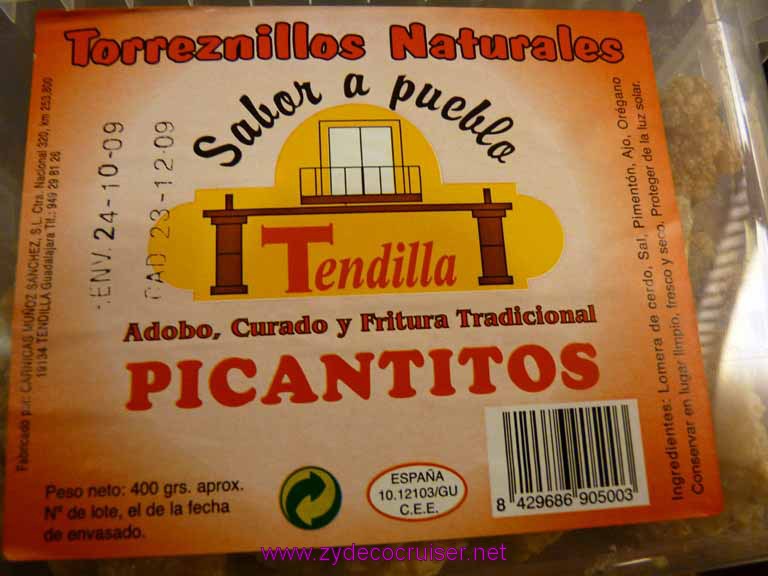 Torreznillos Naturales
Sabor a pueblo
Tendilla
Adobo, Curado y Fritura Tradicional
PICANTITOS
ENV. 24-10-09
CAD 23-12-09
Fabricado por: CARNICAS MUÑOZ SANCHEZ, S.L. Ctra. Nacional 320, km 253,800
19134 TENDILLA Guadalajara Tlf.: 949 29 81 26
Peso neto: 400 grs. aprox.
Nº de lote, el de la fecha
de envasado.
ESPAÑA
10.12103/GU
C.E.E.
8 429686 905003
Ingredientes: Lomera de cerdo, Sal, Pimentón, Ajo, Orégano
Conservar en lugar limpio, fresco y seco. Proteger de la luz solar.
www.zydecocruiser.net